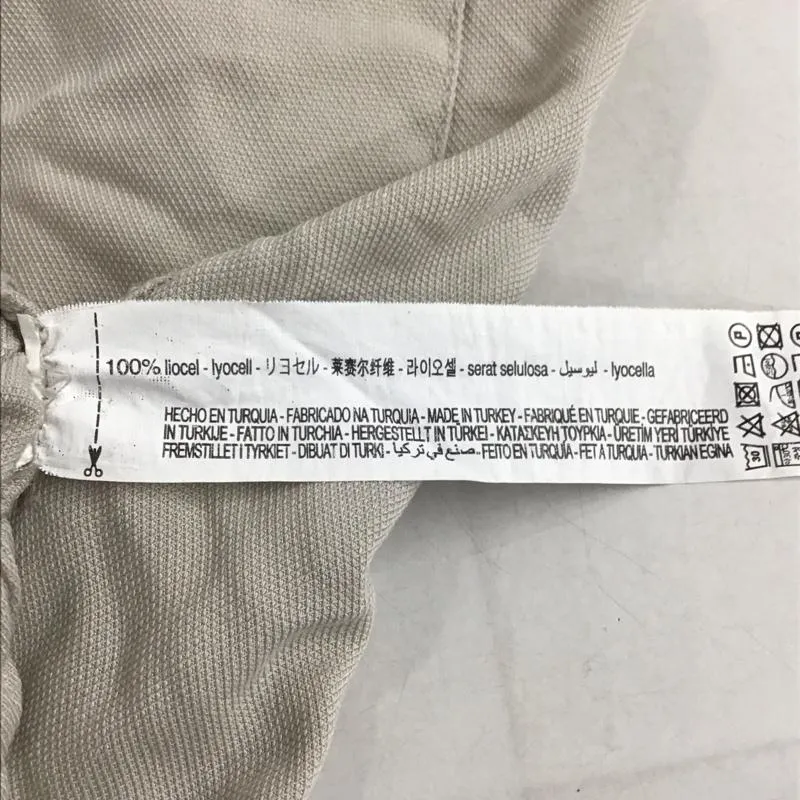 100% liocel - lyocell - リヨセル - 莱赛尔纤维 - 라이오셀 - serat selulosa - ليوسيل - lyocella
HECHO EN TURQUIA - FABRICADO NA TURQUIA - MADE IN TURKEY - FABRIQUÉ EN TURQUIE - GEFABRICEERD
IN TURKIJE - FATTO IN TURCHIA - HERGESTELLT IN TÜRKEI - ΚΑΤΑΣΚΕΥΗ ΤΟΥΡΚΙΑ - ÜRETİM YERİ TÜRKİYE
FREMSTILLET I TYRKIET - DIBUAT DI TURKI - صنع في تركيا - FEITO EN TURQUÍA - FET A TURQUIA - TURKIAN EGINA